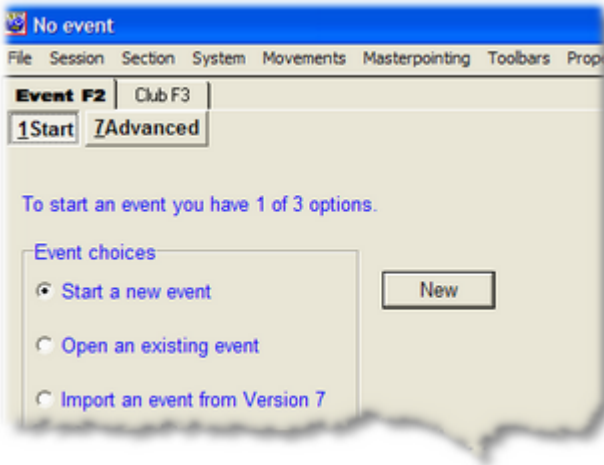 No event
File Session Section System Movements Masterpointing Toolbars
Event F2 Club F3
1Start 7Advanced
To start an event you have 1 of 3 options.
Event choices
Start a new event New
Open an existing event
Import an event from Version 7